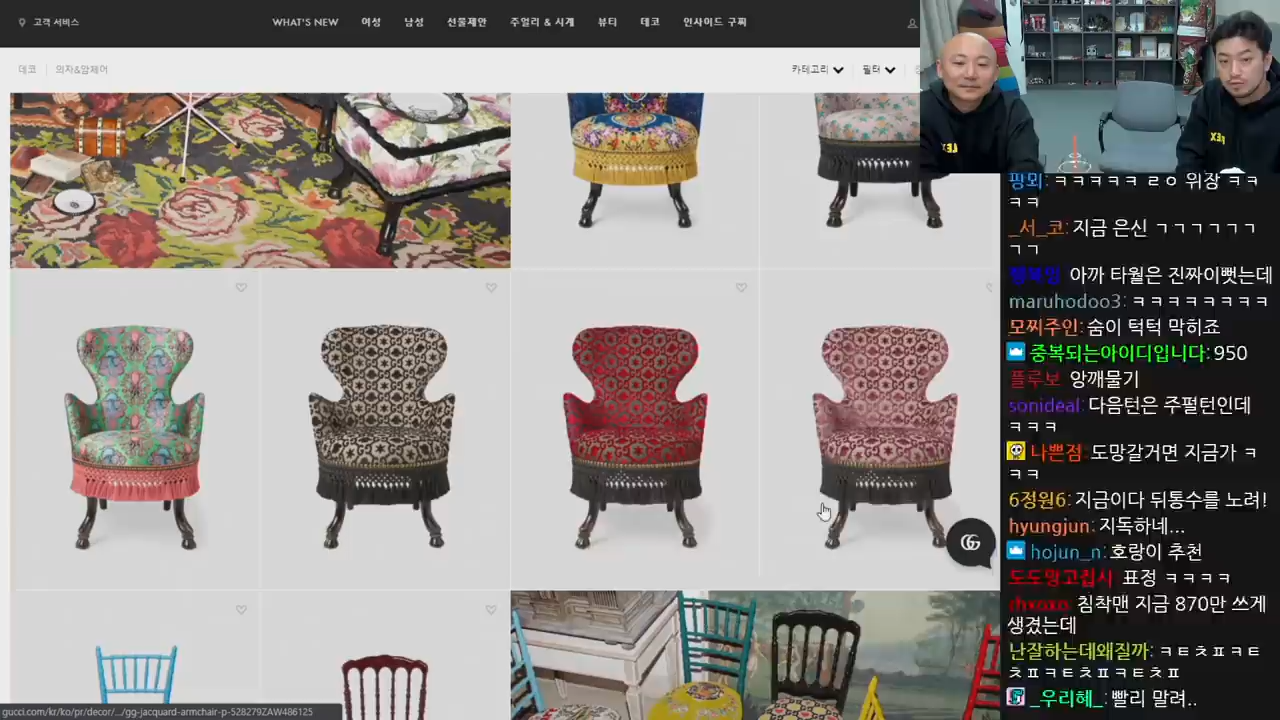 고객 서비스
WHAT'S NEW 여성 남성 선물제안 주얼리 & 시계 뷰티 데코 인사이드 구찌
데코 의자&암체어
카테고리 필터
핑뫼: ㅋㅋㅋㅋㅋ ㄹㅇ 위장 ㅋㅋ
ㅋㅋ
_서_코: 지금 은신 ㄱㄱㄱㄱㄱㄱㄱ
ㄱㄱ
아까 타월은 진짜이뻣는데
maruhodoo3: ㅋㅋㅋㅋㅋㅋㅋㅋ
모찌주인: 숨이 턱턱 막히죠
중복되는아이디입니다: 950
플루보 앙깨물기
sonideal: 다음턴은 주펄턴인데
ㅋㅋㅋ
나쁜점: 도망갈거면 지금가 ㅋ
ㅋㅋ
6정원6: 지금이다 뒤통수를 노려!
hyungjun: 지독하네...
hojun_n: 호랑이 추천
도도망고집사 표정 ㅋㅋㅋㅋ
침착맨 지금 870만 쓰게
생겼는데
난잘하는데왜질까: ㅋㅌㅊㅍㅋㅌ
ㅊㅍㅋㅌㅊㅍㅋㅌㅊㅍ
_우리헤_: 빨리 말려..
gucci.com/kr/ko/pr/decor/.../gg-jacquard-armchair-p-528279ZAW486125